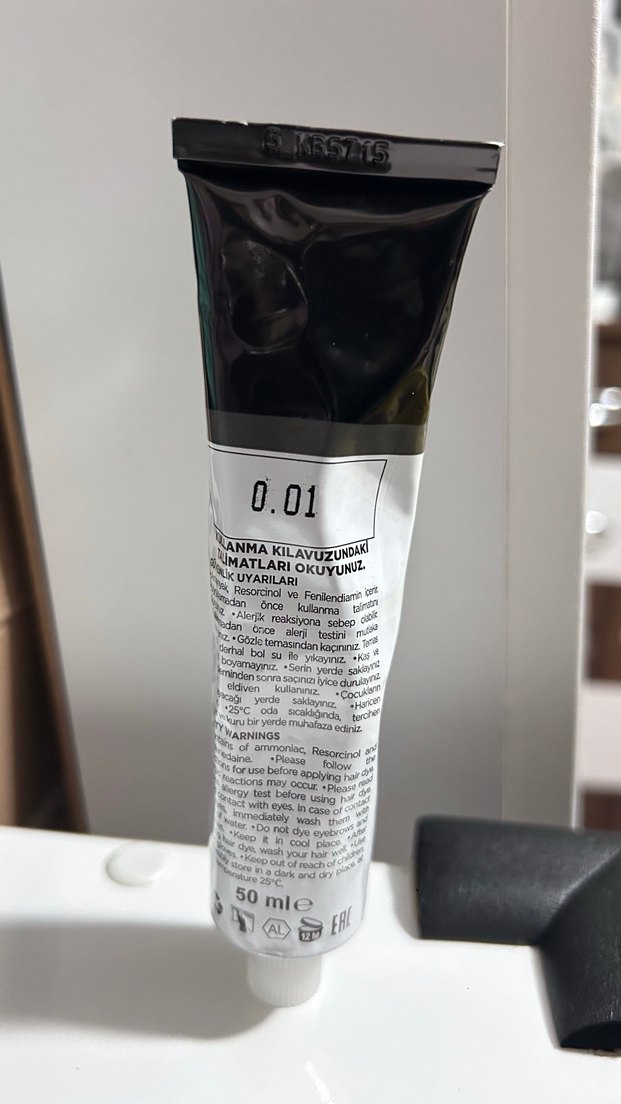 5 KB5715
0.01
KULLANMA KILAVUZUNDAKİ
TALİMATLARI OKUYUNUZ.
GÜVENLİK UYARILARI
Resorcinol ve Fenilendiamin içerir.
önce kullanma talimatını
•Alerjik reaksiyona sebep olabilir.
önce alerji testini mutlaka
•Gözle temasından kaçınınız. Temas
derhal bol su ile yıkayınız. •Kaş ve
boyamayınız. •Serin yerde saklayınız.
sonra saçınızı iyice durulayınız.
eldiven kullanınız. •Çocukların
yerde saklayınız. •Haricen
•25°C oda sıcaklığında, tercihen
ve kuru bir yerde muhafaza ediniz.
WARNINGS
of ammoniac, Resorcinol and
•Please follow the
for use before applying hair dye.
reactions may occur. •Please read
allergy test before using hair dye.
contact with eyes. In case of contact
immediately wash them with
of water. •Do not dye eyebrows and
•Keep it in cool place. •After
hair dye, wash your hair well. •Use
•Keep out of reach of children.
store in a dark and dry place, at
25°C.
50 ml e
AL 12 M EAC